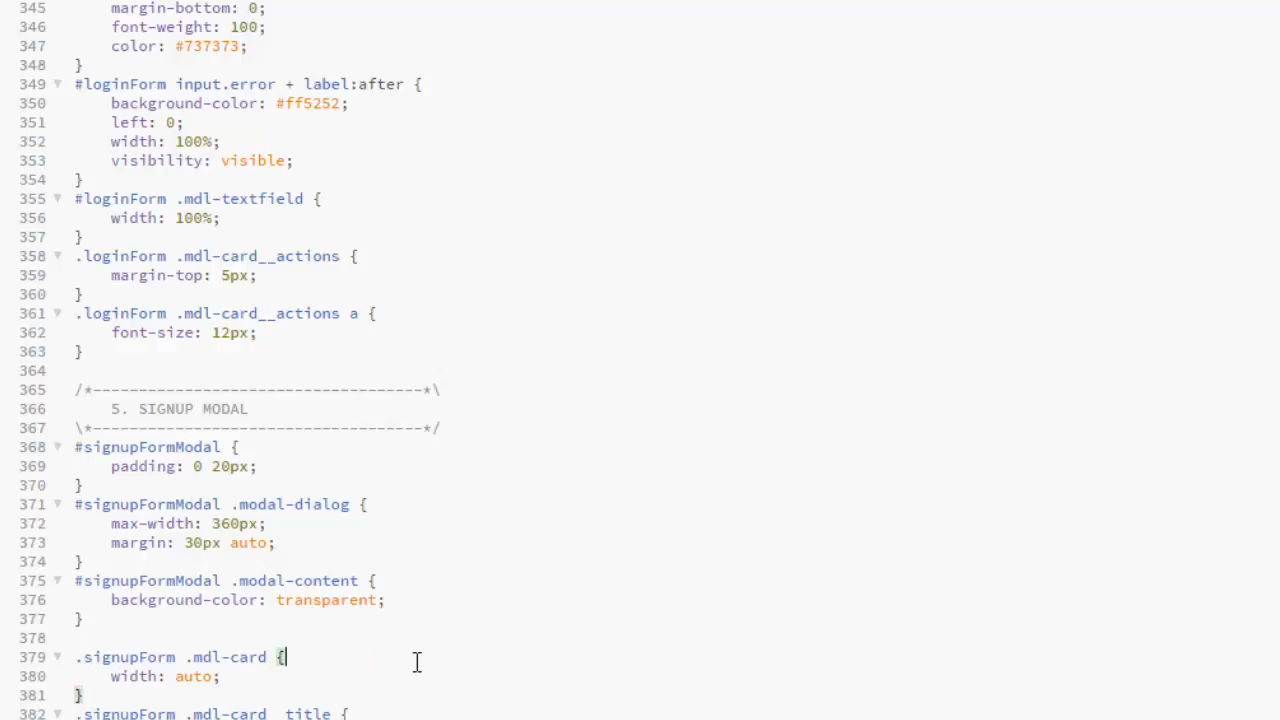 345     margin-bottom: 0;
346     font-weight: 100;
347     color: #737373;
348 }
349 #loginForm input.error + label:after {
350     background-color: #ff5252;
351     left: 0;
352     width: 100%;
353     visibility: visible;
354 }
355 #loginForm .mdl-textfield {
356     width: 100%;
357 }
358 .loginForm .mdl-card__actions {
359     margin-top: 5px;
360 }
361 .loginForm .mdl-card__actions a {
362     font-size: 12px;
363 }
364
365 /*------------------------------------*\
366     5. SIGNUP MODAL
367 \*------------------------------------*/
368 #signupFormModal {
369     padding: 0 20px;
370 }
371 #signupFormModal .modal-dialog {
372     max-width: 360px;
373     margin: 30px auto;
374 }
375 #signupFormModal .modal-content {
376     background-color: transparent;
377 }
378
379 .signupForm .mdl-card {
380     width: auto;
381 }
382 .signupForm .mdl-card__title {